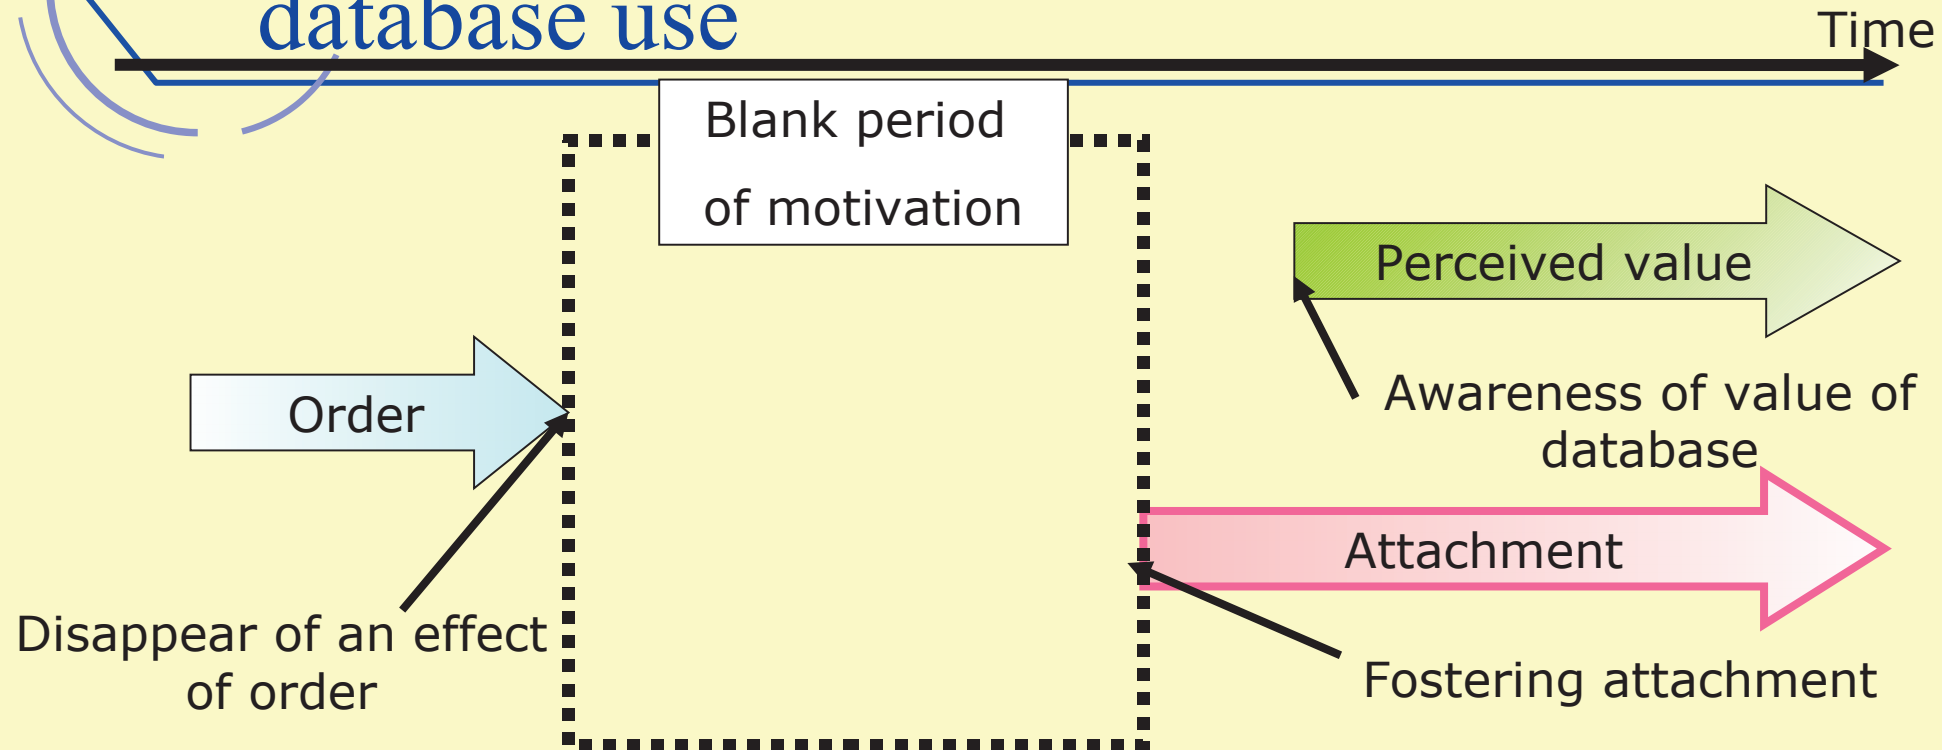 database use
Time
Blank period
of motivation
Perceived value
Order
Awareness of value of
database
Attachment
Disappear of an effect
of order
Fostering attachment